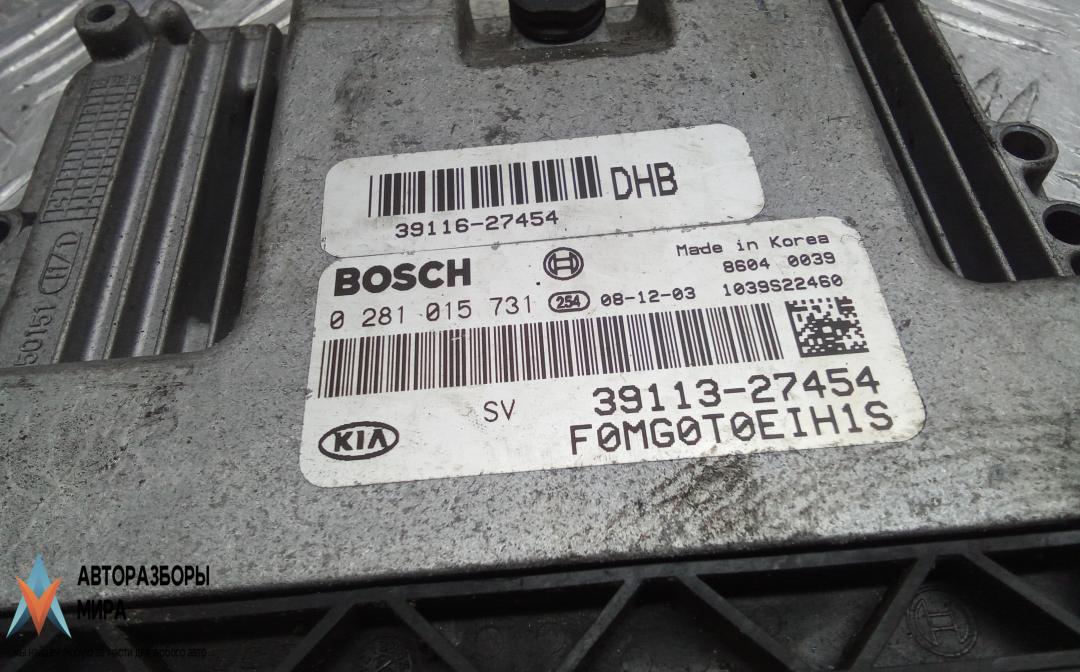 DHB
39116-27454
BOSCH
Made in Korea
8604 0039
0 281 015 731 254 08-12-03 1039S22460
39113-27454
SV
F0MG0T0EIH1S
KIA
50151
АВТОРАЗБОРЫ
МИРА